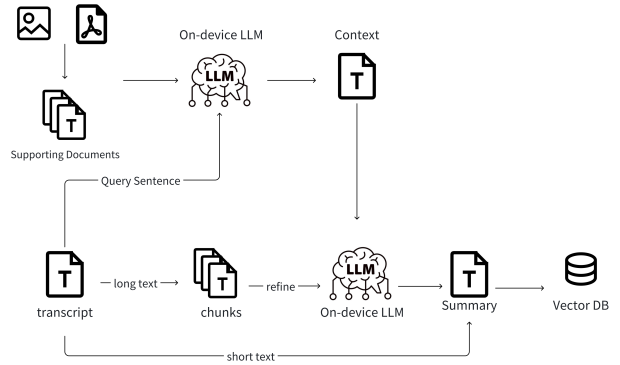 On-device LLM
Context
LLM
T
T
Supporting Documents
Query Sentence
T
long text
T
refine
LLM
T
transcript
chunks
On-device LLM
Summary
Vector DB
short text